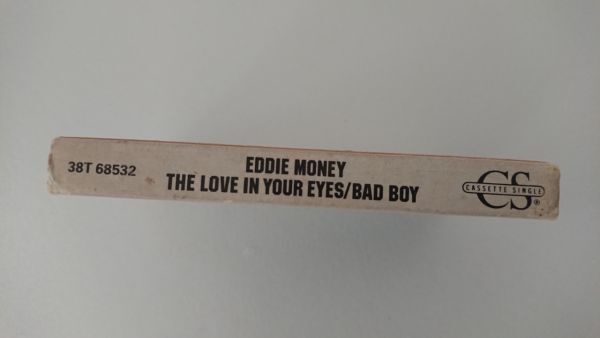 38T 68532
EDDIE MONEY
THE LOVE IN YOUR EYES/BAD BOY
CS
CASSETTE SINGLE
®